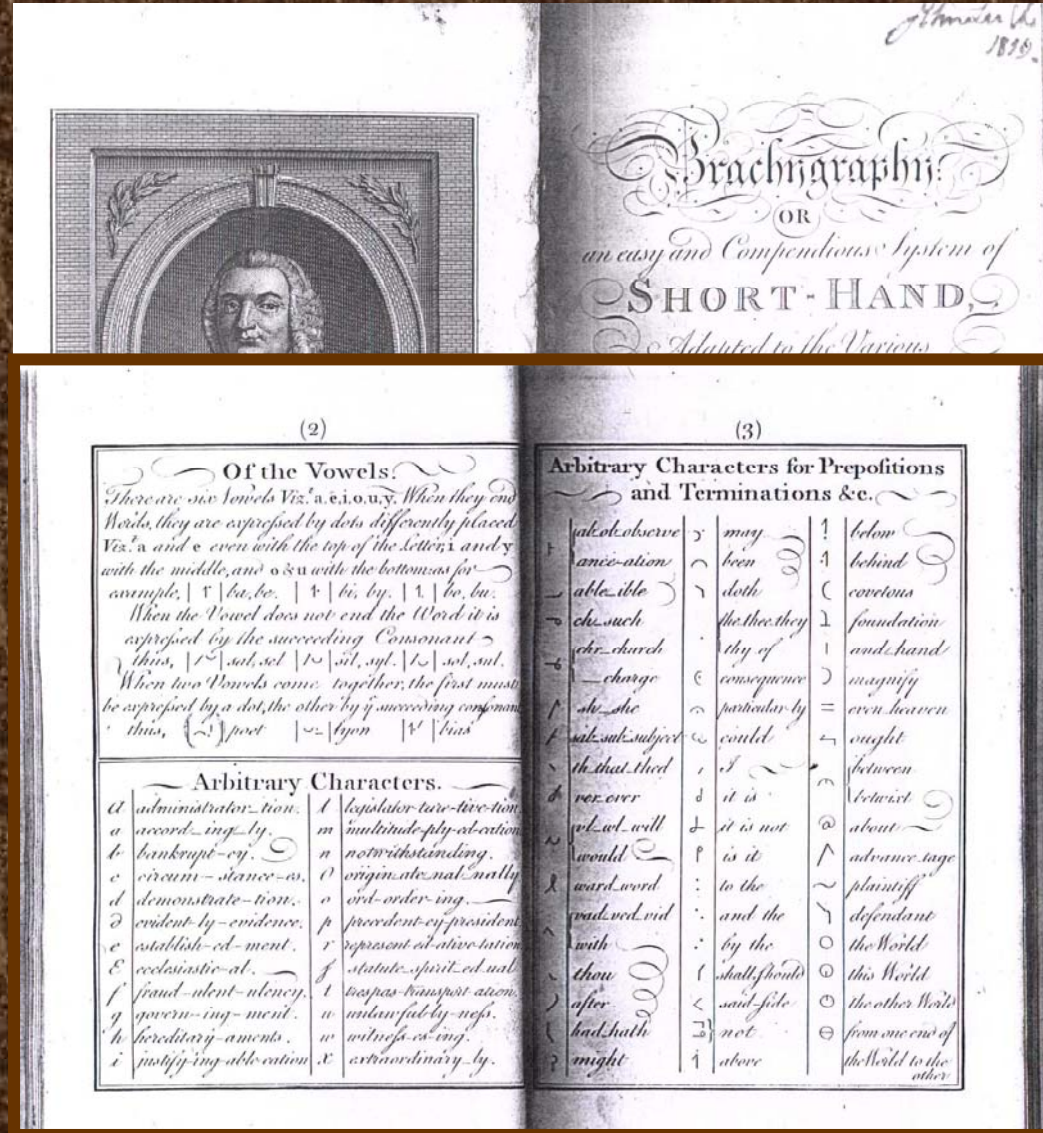 1899.
Brachygraphy:
OR
an easy and Compendious System of
SHORT-HAND,
Adapted to the Various
(2)
Of the Vowels.
There are six Vowels Viz.t a, e, i, o, u, y, When they end
Words, they are expressed by dots differently placed
Viz.t a and e even with the top of the Letter, i and y
with the middle, and o & u with the bottom: as for
example, ba, be. bi, by. bo, bu.
When the Vowel does not end the Word it is
expressed by the succeeding Consonant
thus, sal, sel sil, syl. sol, sul.
When two Vowels come together, the first must
be expressed by a dot, the other by ÿ succeeding consonant
thus, poet lyon bias
Arbitrary Characters.
a administrator-tion.
a accord-ing-ly.
b bankrupt-cy.
c circum-stance-es.
d demonstrate-tion.
∂ evident-ly-evidence.
e establish-ed-ment.
E ecclesiastic-al.
f fraud-ulent-ulency.
g govern-ing-ment.
h hereditary-aments.
i justify-ing-able-cation
l legislator-ture-tive-tion
m multitude-ply-ed-cation
n notwithstanding.
O origin-ate-nal-nally
o ord-order-ing.
p precedent-cy-president
r represent-ed-ative-tation
ſ statute-spirit-ed-ual
t trespas-transport-ation.
u unlawful-ly-ness.
w witness-es-ing.
x extraordinary-ly.
(3)
Arbitrary Characters for Prepositions
and Terminations &c.
ab-ob-observe
ance-ation
able-ible
ch-such
chr-church
charge
sh-she
sab-sub-subject
th-that-thed
ver-ever
wl-will
would
ward-word
vad-ved-vid
with
thou
after
had-hath
might
may
been
doth
the-thee-they
thy of
consequence
particular-ly
could
I
it is
it is not
is it
to the
and the
by the
shall-should
said-side
not
above
below
behind
covetous
foundation
and-hand
magnify
even-heaven
ought
between
betwixt
about
advance-tage
plaintiff
defendant
the World
this World
the other World
from one end of
the World to the
other